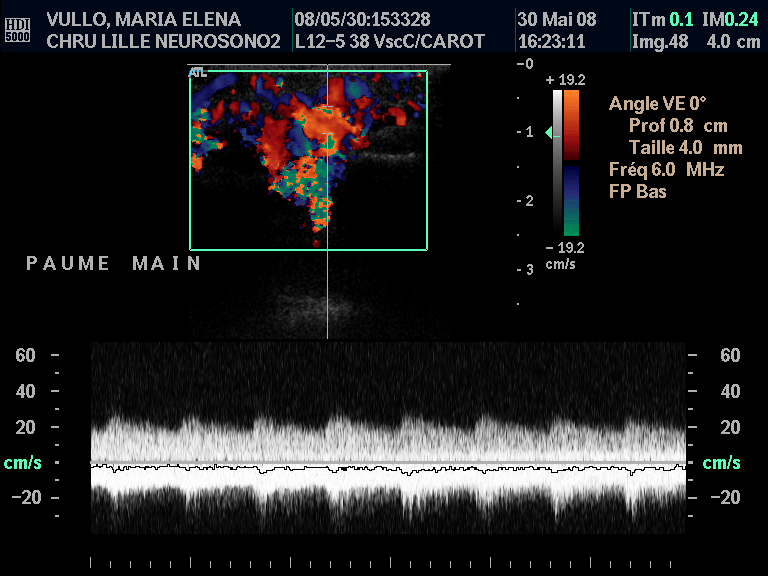 HDI 5000
VULLO, MARIA ELENA 08/05/30:153328 30 Mai 08 ITm 0.1 IM0.24
CHRU LILLE NEUROSONO2 L12-5 38 VscC/CAROT 16:23:11 Img.48 4.0 cm
ATL
0
+ 19.2
Angle VE 0°
1
Prof 0.8 cm
Taille 4.0 mm
Fréq 6.0 MHz
FP Bas
2
- 19.2
cm/s
3
PAUME MAIN
60 60
40 40
20 20
cm/s cm/s
-20 -20